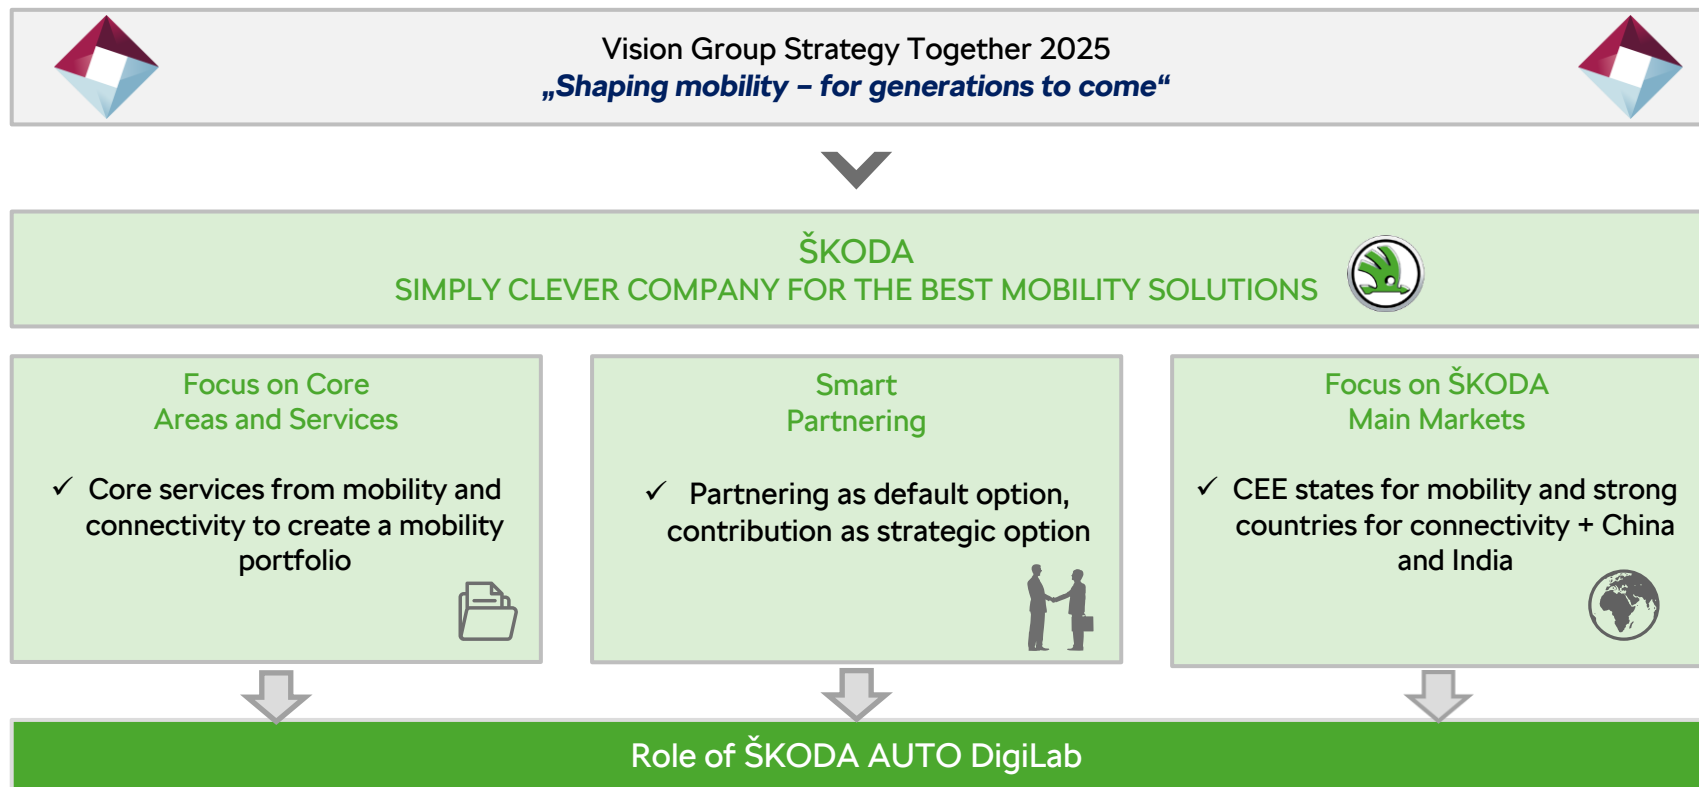 Vision Group Strategy Together 2025
„Shaping mobility – for generations to come“
ŠKODA
SIMPLY CLEVER COMPANY FOR THE BEST MOBILITY SOLUTIONS
Focus on Core
Areas and Services
✓ Core services from mobility and
connectivity to create a mobility
portfolio
Smart
Partnering
✓ Partnering as default option,
contribution as strategic option
Focus on ŠKODA
Main Markets
✓ CEE states for mobility and strong
countries for connectivity + China
and India
Role of ŠKODA AUTO DigiLab